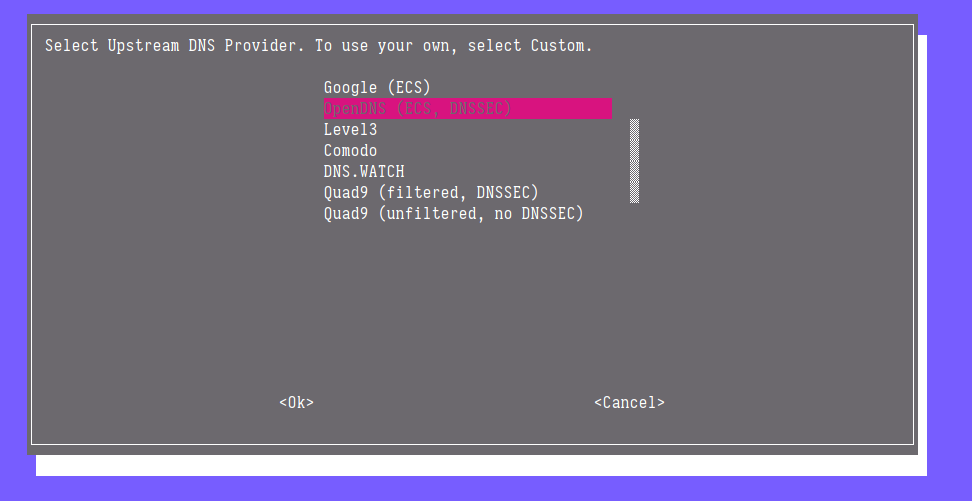 Select Upstream DNS Provider. To use your own, select Custom.
Google (ECS)
OpenDNS (ECS, DNSSEC)
Level3
Comodo
DNS.WATCH
Quad9 (filtered, DNSSEC)
Quad9 (unfiltered, no DNSSEC)
<Ok> <Cancel>